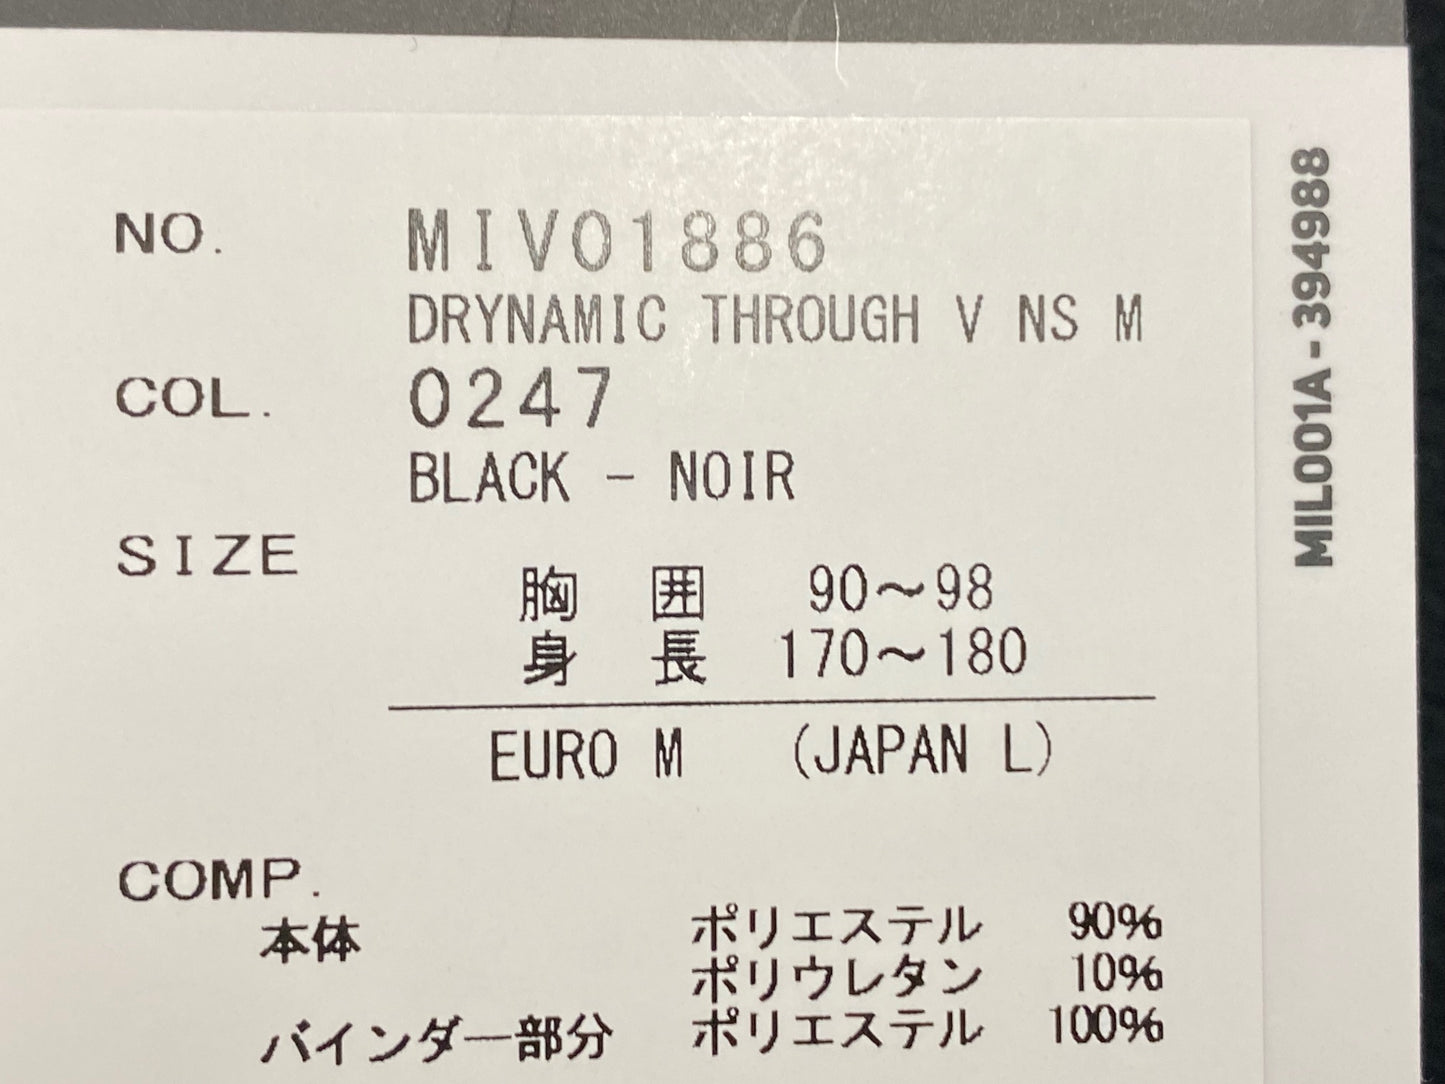 NO. MIV01886
DRYNAMIC THROUGH V NS M
COL. 0247
BLACK - NOIR
SIZE
胸 囲 90～98
身 長 170～180
EURO M (JAPAN L)
COMP.
本体 ポリエステル 90%
ポリウレタン 10%
バインダー部分 ポリエステル 100%
MIL001A - 394988